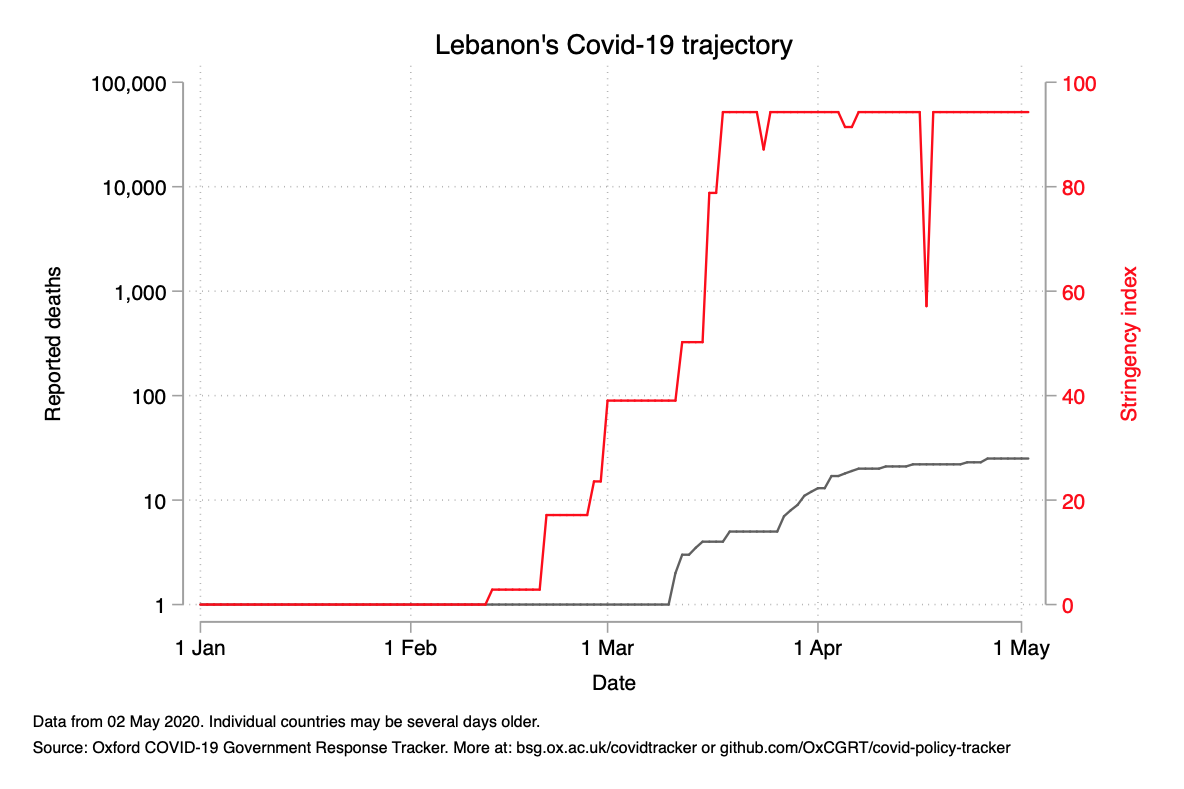 Lebanon's Covid-19 trajectory
100,000
10,000
1,000
100
10
1
Reported deaths
100
80
60
40
20
0
Stringency index
1 Jan
1 Feb
1 Mar
1 Apr
1 May
Date
Data from 02 May 2020. Individual countries may be several days older.
Source: Oxford COVID-19 Government Response Tracker. More at: bsg.ox.ac.uk/covidtracker or github.com/OxCGRT/covid-policy-tracker